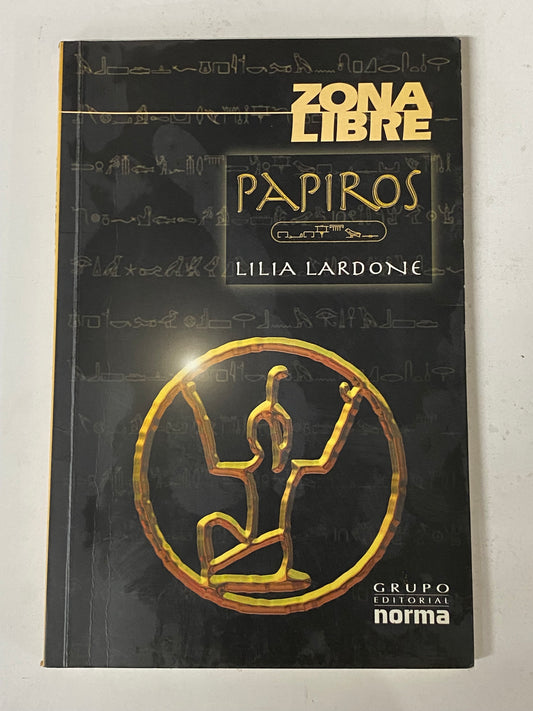 ZONA
LIBRE
PAPIROS
LILIA LARDONE
GRUPO
EDITORIAL
norma